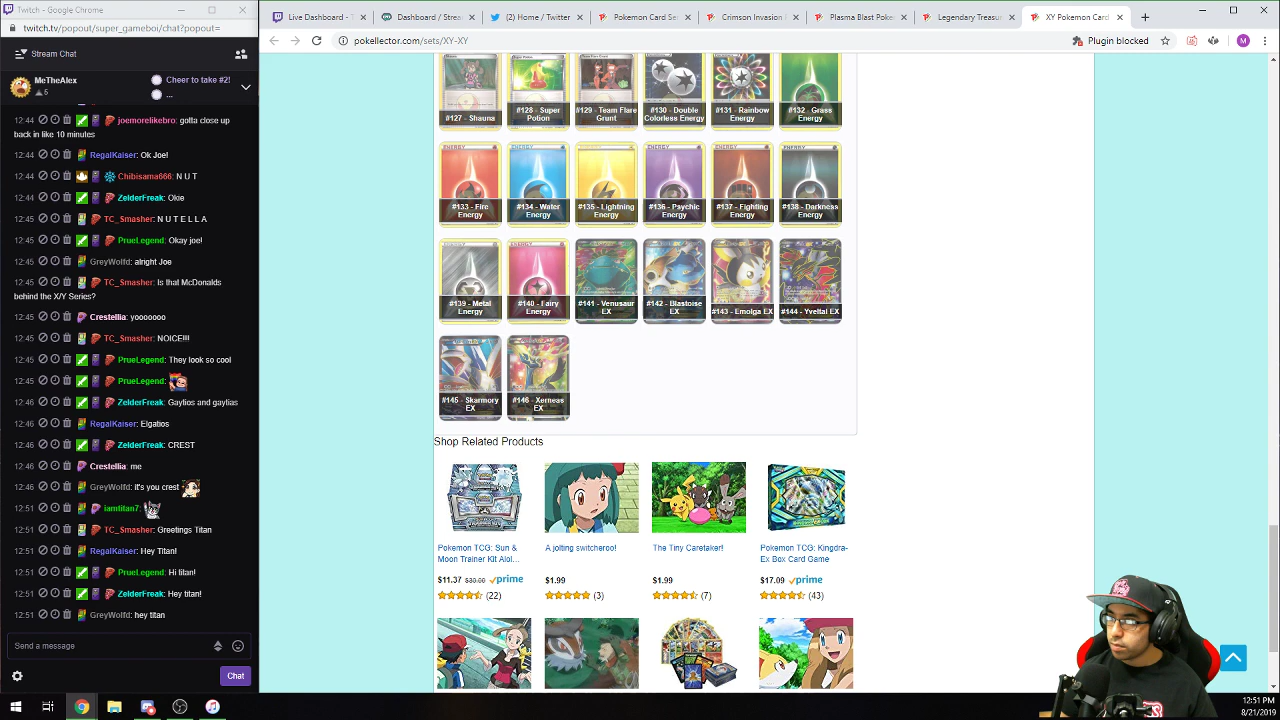 Twitch - Google Chrome
twitch.tv/popout/super_gameboi/chat?popout=
Stream Chat
MeTheAlex
5
Cheer to take #2!
...
12:44 joemorelikebro: gotta close up
back in like 10 minutes
12:44 RegalKaiser: Ok Joe!
12:44 Chibisama666: N U T
12:44 ZelderFreak: Okie
12:45 TC_Smasher: N U T E L L A
12:45 PrueLegend: Okay joe!
12:45 GreyWolfd: alright Joe
12:45 TC_Smasher: Is that McDonalds
behind the X/Y Series?
12:45 Crestellia: yooooooo
12:45 TC_Smasher: NOICE!!!
12:45 PrueLegend: They look so cool
12:45 PrueLegend:
12:46 ZelderFreak: Gaylios and gaylias
12:46 RegalKaiser: Elgatios
12:46 ZelderFreak: CREST
12:46 Crestellia: me
12:46 GreyWolfd: it's you crest
12:51 iamtitan7:
12:51 TC_Smasher: Greetings Titan
12:51 RegalKaiser: Hey Titan!
12:51 PrueLegend: Hi titan!
12:51 ZelderFreak: Hey titan!
12:51 GreyWolfd: hey titan
Send a message
Chat
Live Dashboard - T
Dashboard / Strea
(2) Home / Twitter
Pokemon Card Se
Crimson Invasion
Plasma Blast Poke
Legendary Treasu
XY Pokemon Card
pokellector.com/sets/XY-XY
Plugin blocked
M
#127 - Shauna
#128 - Super
Potion
#129 - Team Flare
Grunt
#130 - Double
Colorless Energy
#131 - Rainbow
Energy
#132 - Grass
Energy
#133 - Fire
Energy
#134 - Water
Energy
#135 - Lightning
Energy
#136 - Psychic
Energy
#137 - Fighting
Energy
#138 - Darkness
Energy
#139 - Metal
Energy
#140 - Fairy
Energy
#141 - Venusaur
EX
#142 - Blastoise
EX
#143 - Emolga EX
#144 - Yveltal EX
#145 - Skarmory
EX
#146 - Xerneas
EX
Shop Related Products
Pokemon TCG: Sun &
Moon Trainer Kit Alol...
$11.37 $30.00 prime
(22)
A jolting switcheroo!
$1.99
(3)
The Tiny Caretaker!
$1.99
(7)
Pokemon TCG: Kingdra-
Ex Box Card Game
$17.09 prime
(43)
12:51 PM
8/21/2019